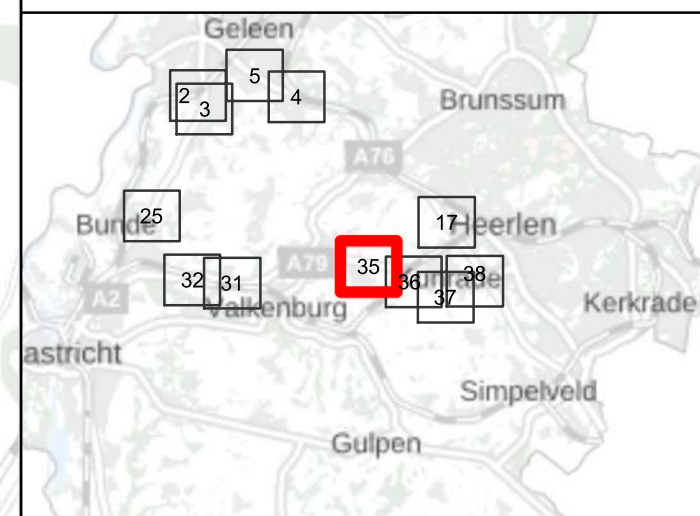 Geleen
5
2
4
3
Brunssum
A76
25
Bunde
17
Heerlen
A79
35
32
31
36
38
37
A2
Valkenburg
Kerkrade
astricht
Simpelveld
Gulpen